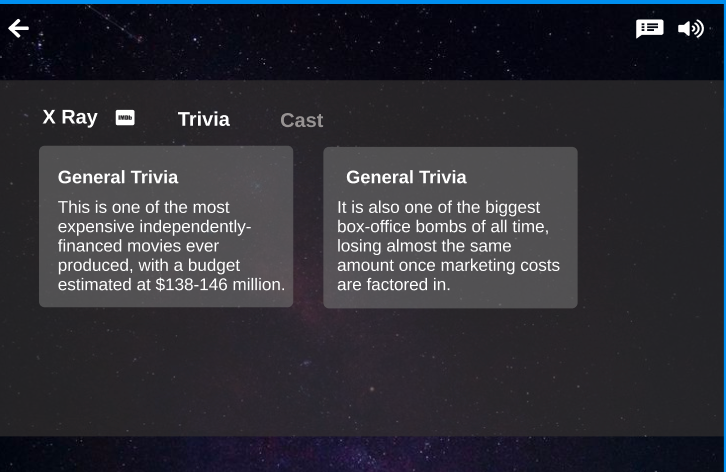 X Ray IMDb Trivia Cast
General Trivia
This is one of the most
expensive independently-
financed movies ever
produced, with a budget
estimated at $138-146 million.
General Trivia
It is also one of the biggest
box-office bombs of all time,
losing almost the same
amount once marketing costs
are factored in.